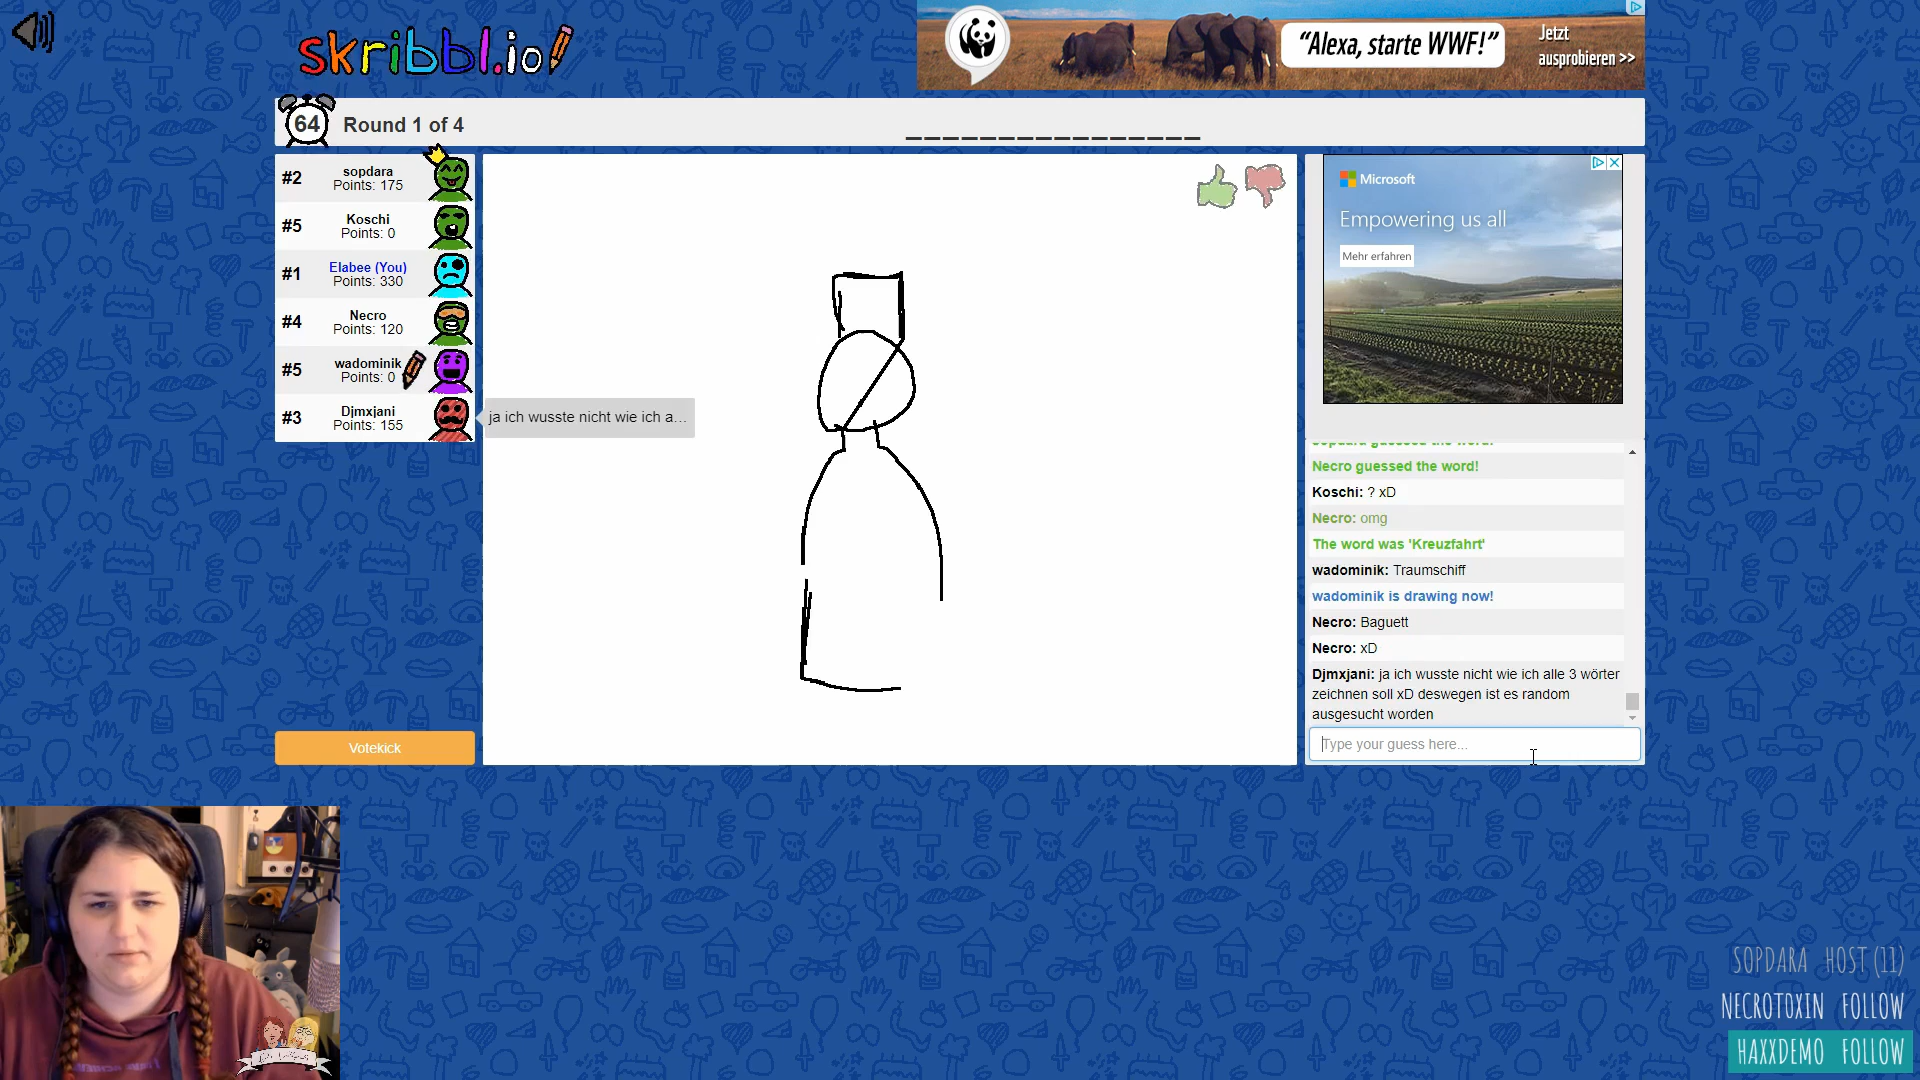 skribbl.io
"Alexa, starte WWF!"
Jetzt
ausprobieren >>
64
Round 1 of 4
#2
sopdara
Points: 175
#5
Koschi
Points: 0
#1
Elabee (You)
Points: 330
#4
Necro
Points: 120
#5
wadominik
Points: 0
#3
Djmxjani
Points: 155
ja ich wusste nicht wie ich a...
Votekick
Microsoft
Empowering us all
Mehr erfahren
sopdara guessed the word!
Necro guessed the word!
Koschi: ? xD
Necro: omg
The word was 'Kreuzfahrt'
wadominik: Traumschiff
wadominik is drawing now!
Necro: Baguett
Necro: xD
Djmxjani: ja ich wusste nicht wie ich alle 3 wörter
zeichnen soll xD deswegen ist es random
ausgesucht worden
Type your guess here...
SOPDARA HOST (11)
NECROTOXIN FOLLOW
HAXXDEMO FOLLOW